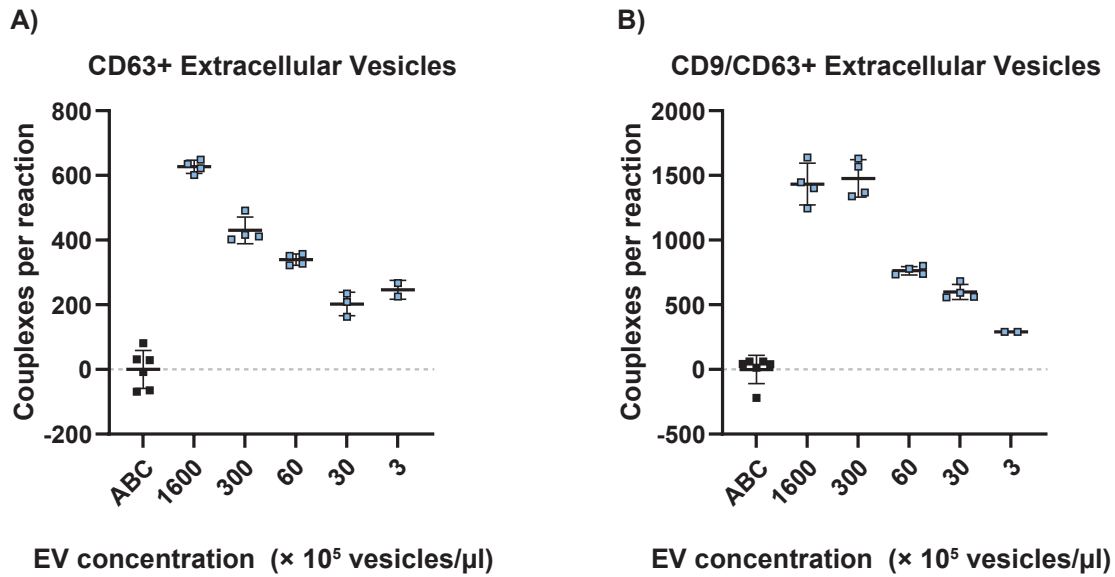 A)
CD63+ Extracellular Vesicles
Couplexes per reaction
800
600
400
200
0
-200
ABC
1600
300
60
30
3
EV concentration (× 10⁵ vesicles/µl)
B)
CD9/CD63+ Extracellular Vesicles
Couplexes per reaction
2000
1500
1000
500
0
-500
ABC
1600
300
60
30
3
EV concentration (× 10⁵ vesicles/µl)